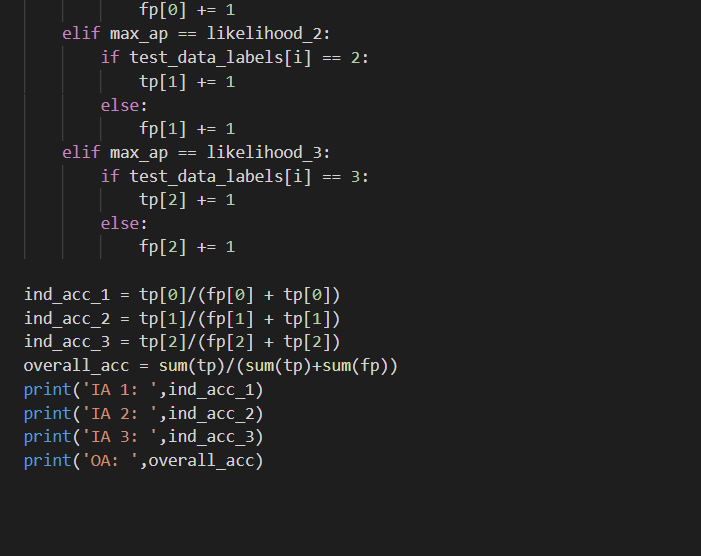 fp[0] += 1
    elif max_ap == likelihood_2:
        if test_data_labels[i] == 2:
            tp[1] += 1
        else:
            fp[1] += 1
    elif max_ap == likelihood_3:
        if test_data_labels[i] == 3:
            tp[2] += 1
        else:
            fp[2] += 1

ind_acc_1 = tp[0]/(fp[0] + tp[0])
ind_acc_2 = tp[1]/(fp[1] + tp[1])
ind_acc_3 = tp[2]/(fp[2] + tp[2])
overall_acc = sum(tp)/(sum(tp)+sum(fp))
print('IA 1: ',ind_acc_1)
print('IA 2: ',ind_acc_2)
print('IA 3: ',ind_acc_3)
print('OA: ',overall_acc)